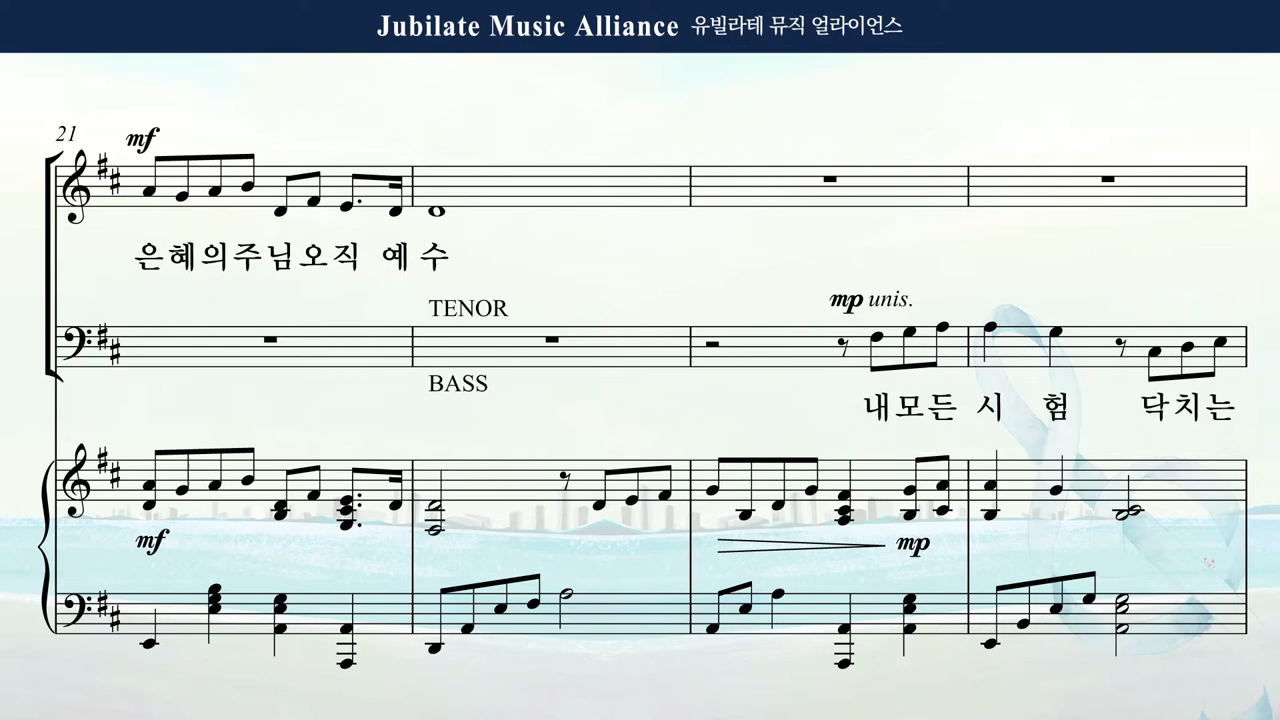 Jubilate Music Alliance 유빌라테 뮤직 얼라이언스
21
mf
은혜의주님오직 예수
TENOR
mp unis.
BASS
내모든 시 험 닥치는
mf
mp